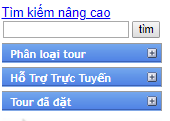 Tìm kiếm nâng cao
tìm
Phân loại tour
Hỗ Trợ Trực Tuyến
Tour đã đặt